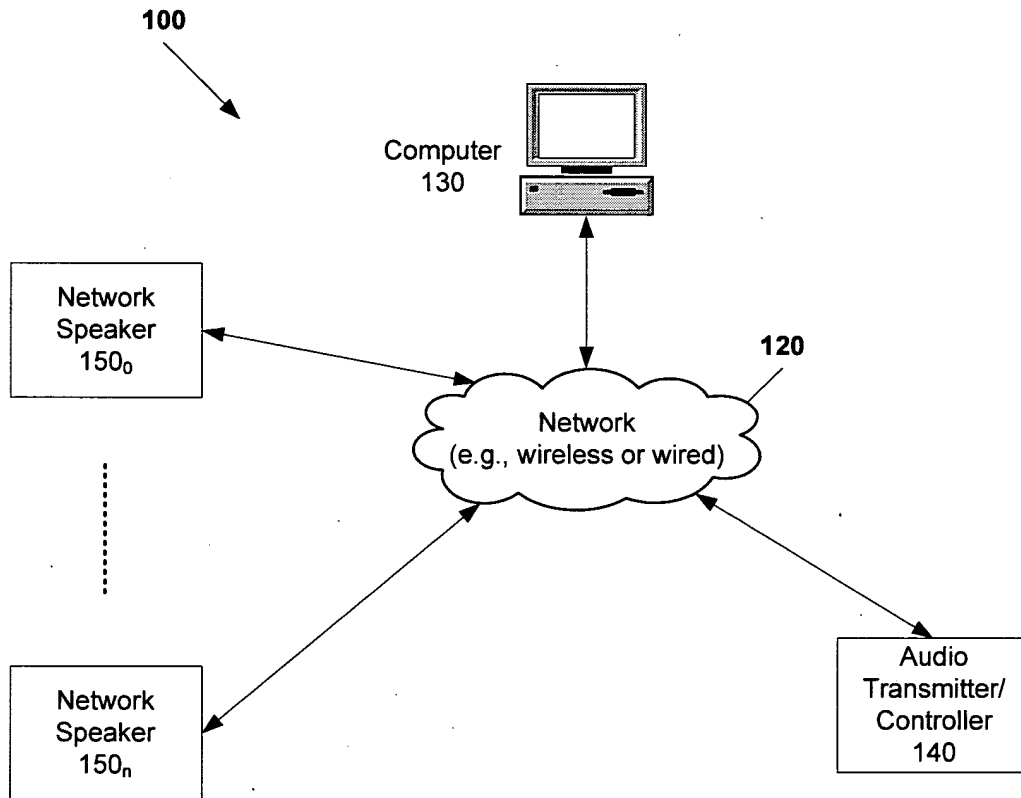 100
Computer
130
Network
Speaker
150₀
120
Network
(e.g., wireless or wired)
Network
Speaker
150ₙ
Audio
Transmitter/
Controller
140